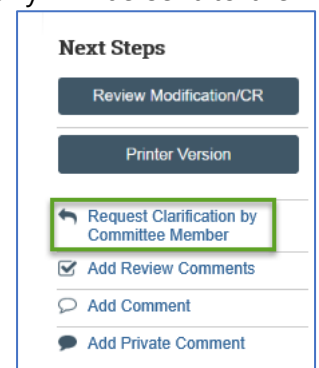 Next Steps
Review Modification/CR
Printer Version
Request Clarification by
Committee Member
Add Review Comments
Add Comment
Add Private Comment